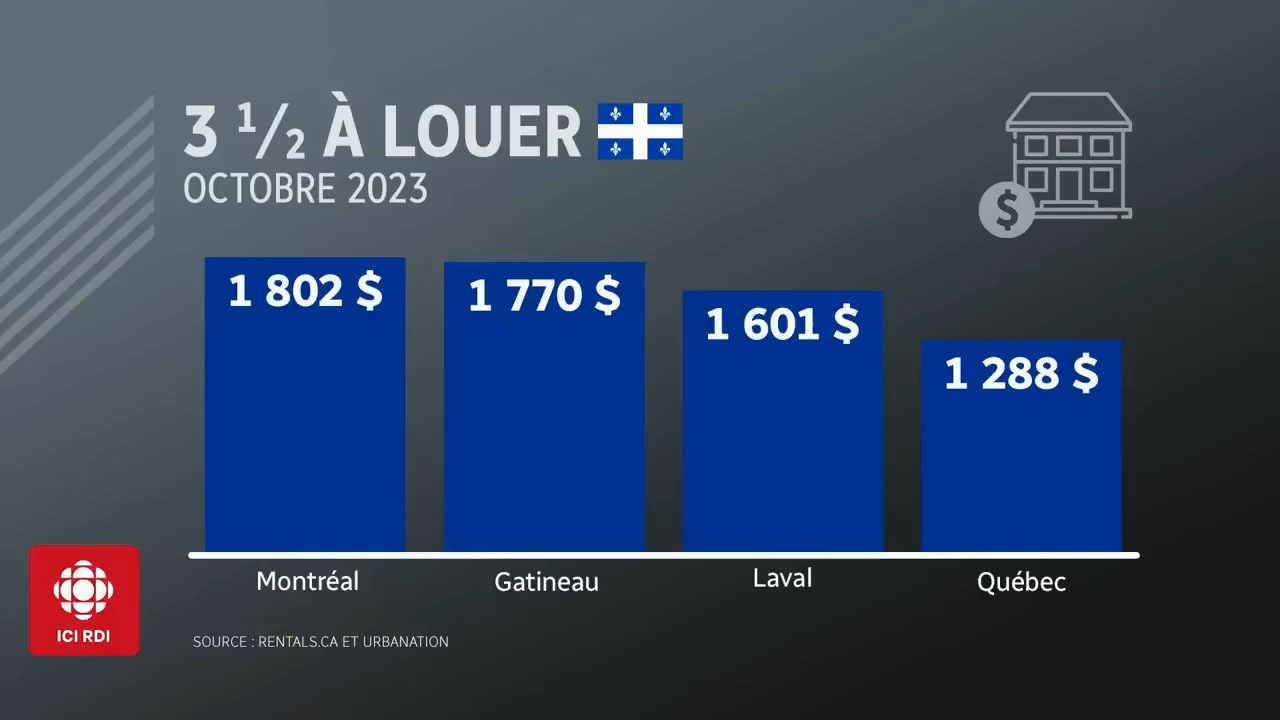 3 ½ À LOUER
OCTOBRE 2023
$
1 802 $
1 770 $
1 601 $
1 288 $
Montréal
Gatineau
Laval
Québec
ICI RDI
SOURCE : RENTALS.CA ET URBANATION